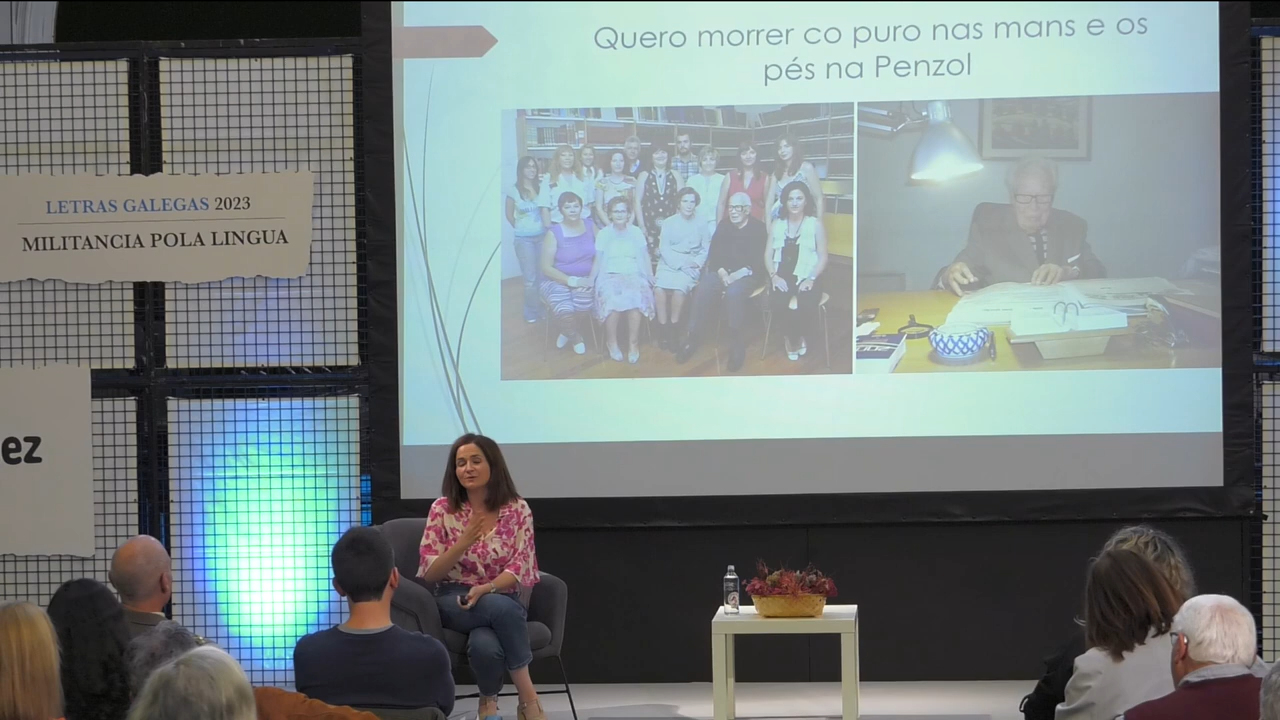 Quero morrer co puro nas mans e os
pés na Penzol
LETRAS GALEGAS 2023
MILITANCIA POLA LINGUA
ez